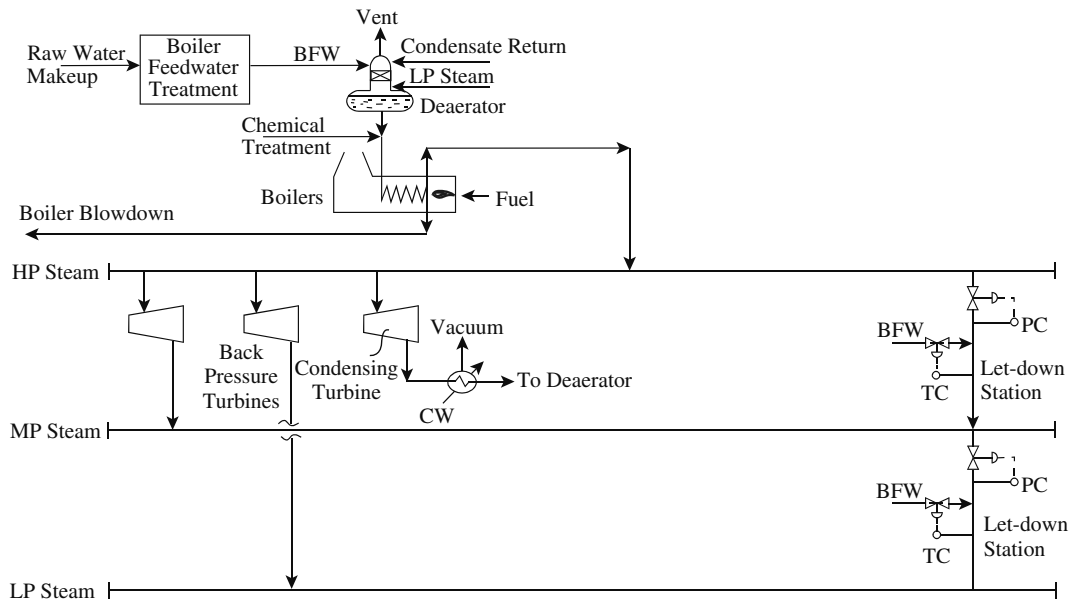 Vent
Raw Water
Makeup
Boiler
Feedwater
Treatment
BFW
Condensate Return
LP Steam
Deaerator
Chemical
Treatment
Boilers
Fuel
Boiler Blowdown
HP Steam
Back
Pressure
Turbines
Condensing
Turbine
Vacuum
To Deaerator
CW
PC
BFW
TC
Let-down
Station
MP Steam
PC
BFW
TC
Let-down
Station
LP Steam